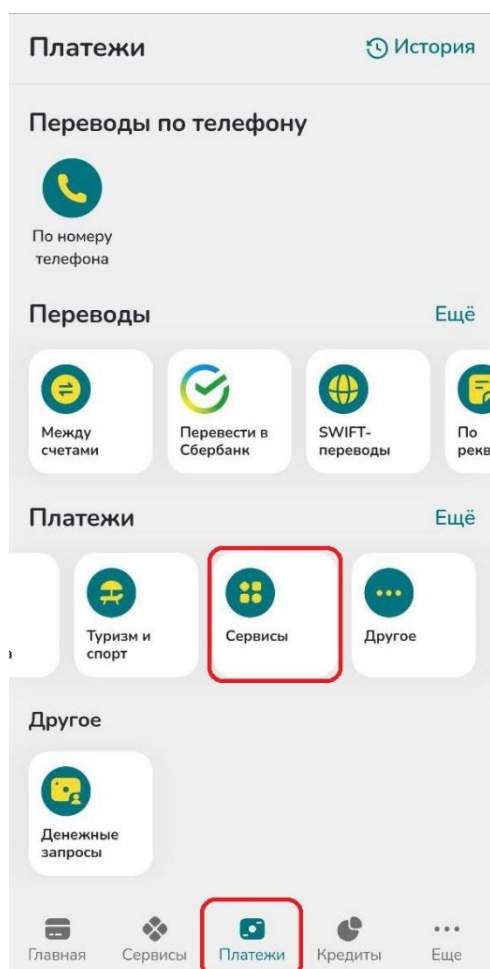 Платежи
История
Переводы по телефону
По номеру
телефона
Переводы
Ещё
Между
счетами
Перевести в
Сбербанк
SWIFT-
переводы
По
рекв
Платежи
Ещё
а
Туризм и
спорт
Сервисы
Другое
Другое
Денежные
запросы
Главная
Сервисы
Платежи
Кредиты
Еще